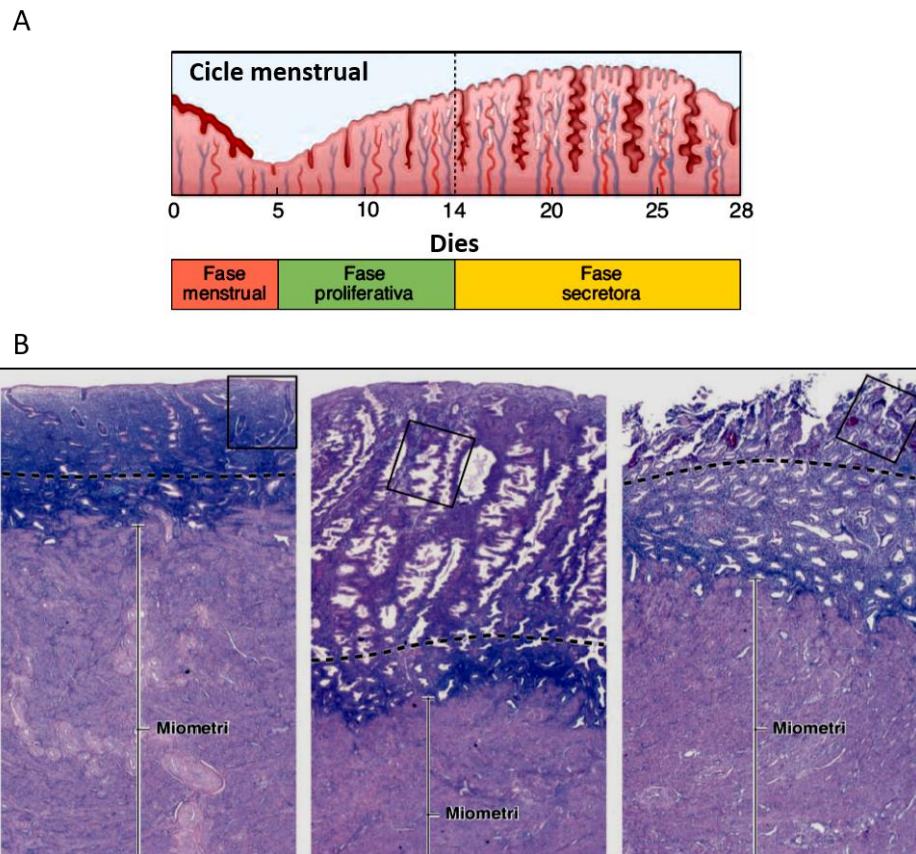 A
Cicle menstrual
0 5 10 14 20 25 28
Dies
Fase
menstrual
Fase
proliferativa
Fase
secretora
B
Miometri
Miometri
Miometri